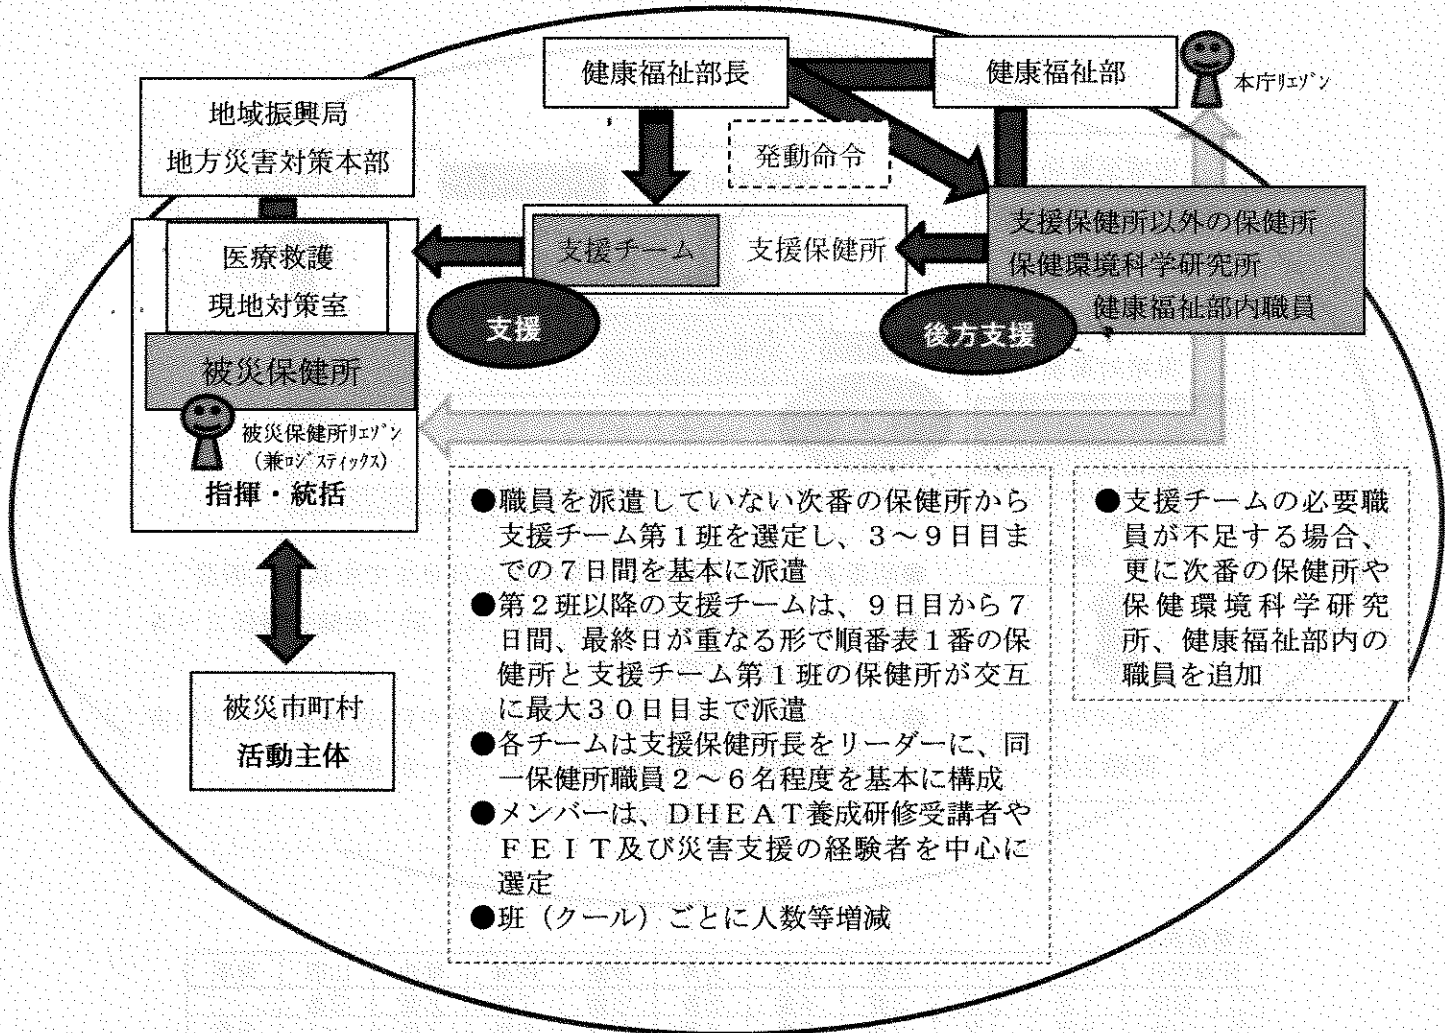 健康福祉部長
健康福祉部
本庁ﾘｴｿﾞﾝ
地域振興局
地方災害対策本部
発動命令
医療救護
現地対策室
支援チーム
支援保健所
支援保健所以外の保健所
保健環境科学研究所
健康福祉部内職員
支援
後方支援
被災保健所
被災保健所ﾘｴｿﾞﾝ
(兼ﾛｼﾞｽﾃｨｯｸｽ)
指揮・統括
被災市町村
活動主体
●職員を派遣していない次番の保健所から
支援チーム第1班を選定し、3～9日目ま
での7日間を基本に派遣
●第2班以降の支援チームは、9日目から7
日間、最終日が重なる形で順番表1番の保
健所と支援チーム第1班の保健所が交互
に最大30日目まで派遣
●各チームは支援保健所長をリーダーに、同
一保健所職員2～6名程度を基本に構成
●メンバーは、DHEAT養成研修受講者や
FEIT及び災害支援の経験者を中心に
選定
●班（クール）ごとに人数等増減
●支援チームの必要職
員が不足する場合、
更に次番の保健所や
保健環境科学研究
所、健康福祉部内の
職員を追加